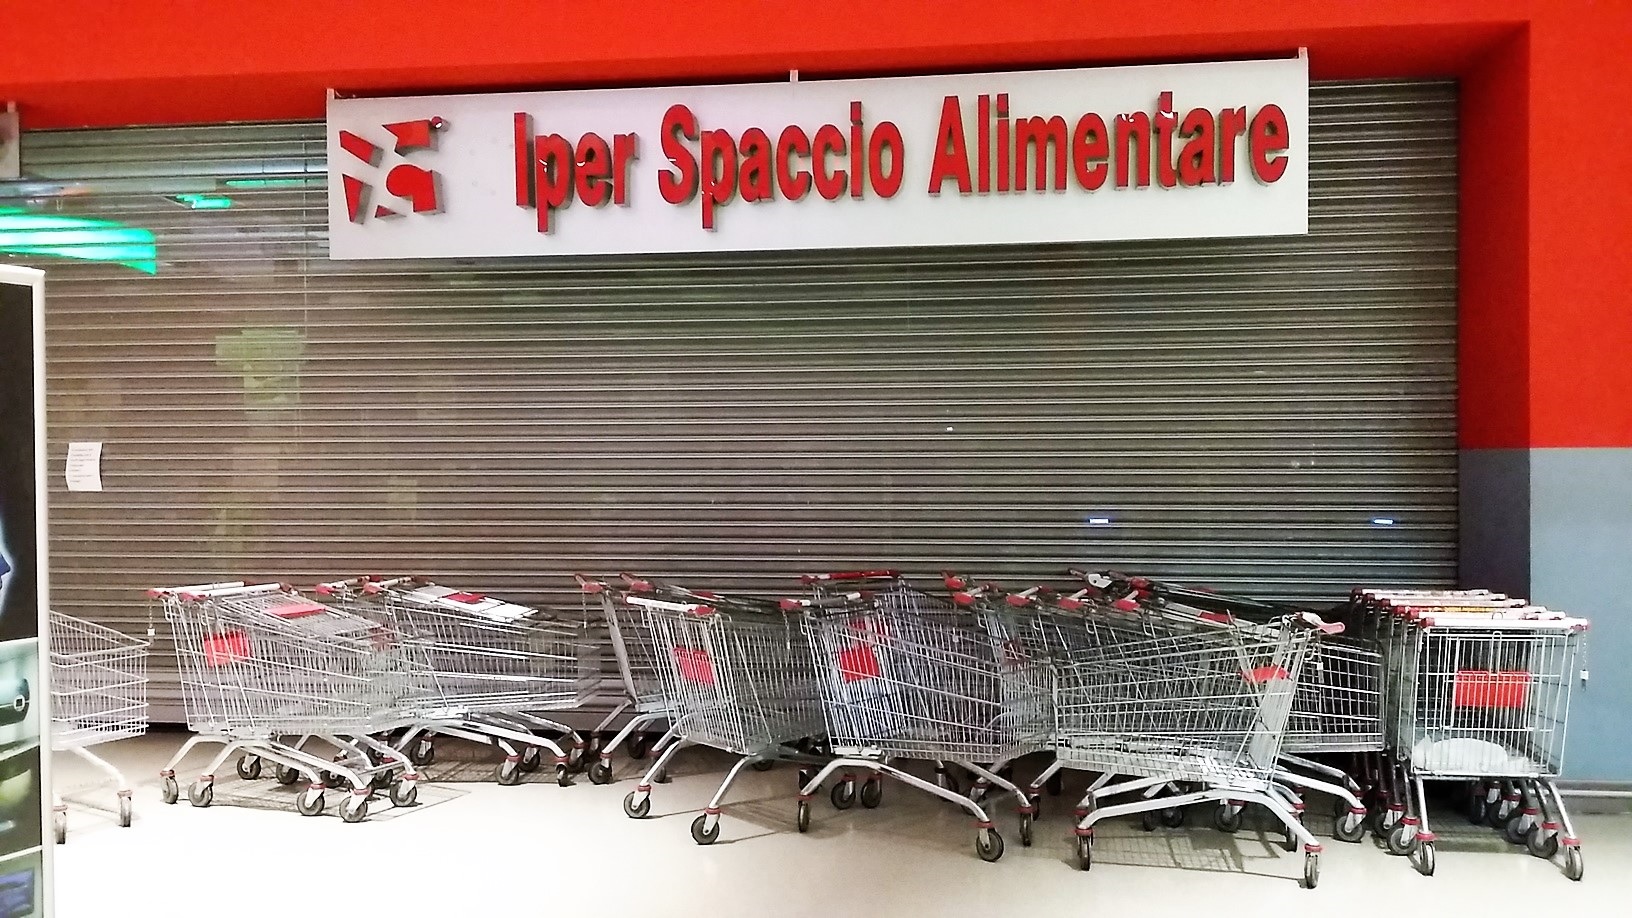 Iper Spaccio Alimentare